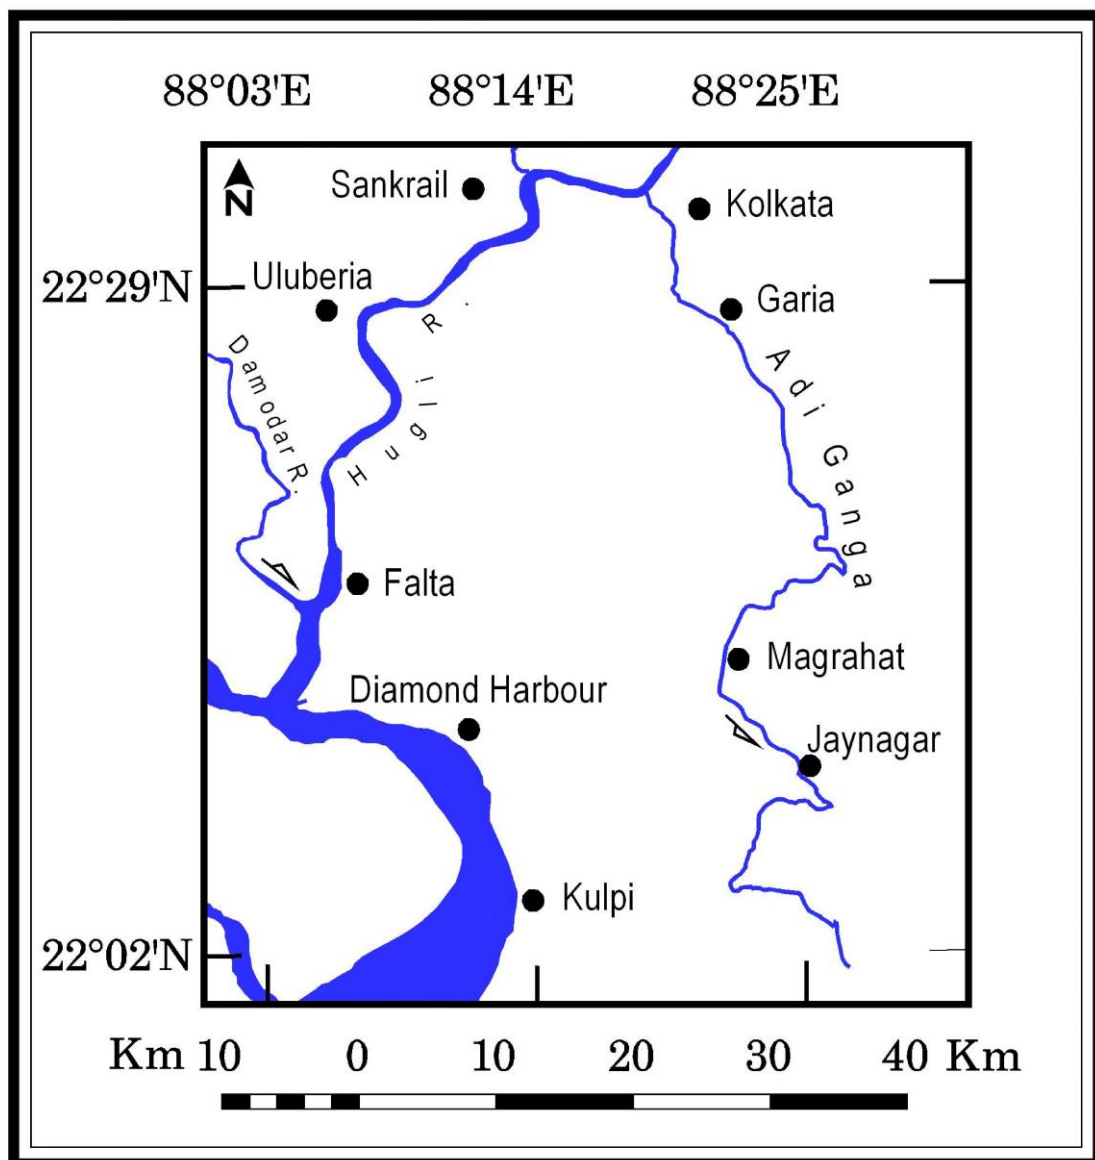 88°03'E 88°14'E 88°25'E
N
Sankrail
Kolkata
22°29'N
Uluberia
Garia
Damodar R.
Hugli R.
Adi Ganga
Falta
Magrahat
Diamond Harbour
Jaynagar
Kulpi
22°02'N
Km 10 0 10 20 30 40 Km